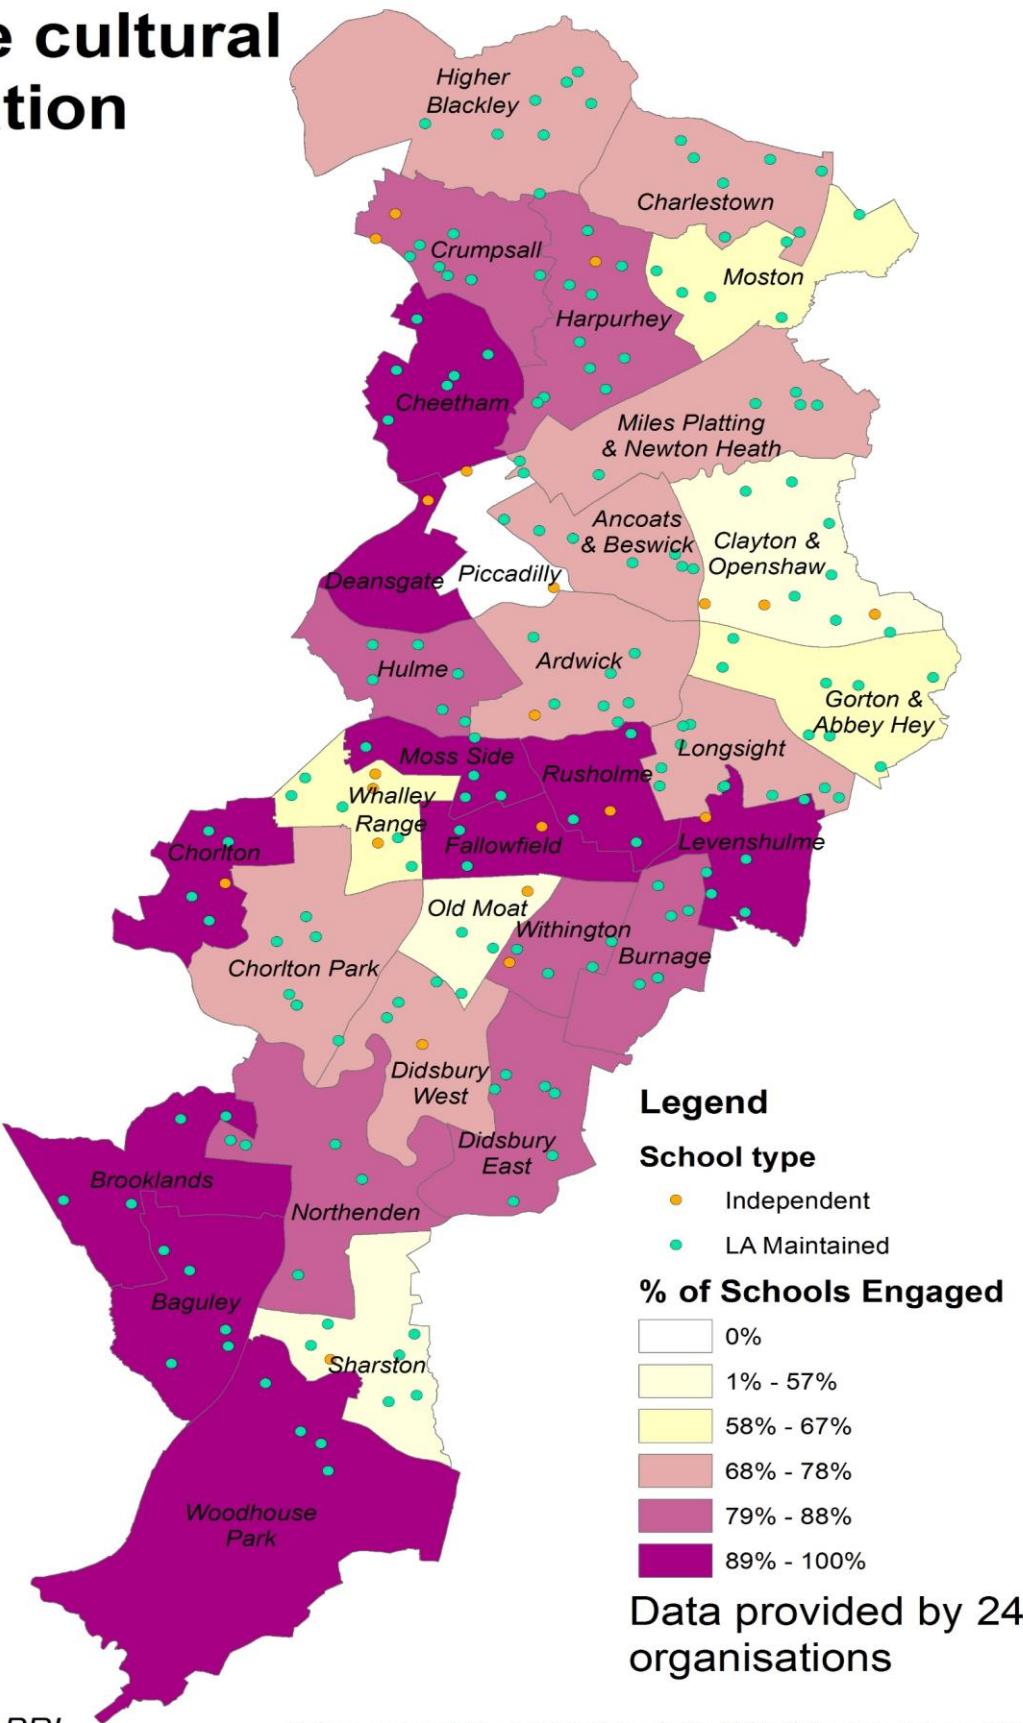 e cultural
tion
Higher
Blackley
Charlestown
Crumpsall
Moston
Harpurhey
Cheetham
Miles Platting
& Newton Heath
Ancoats
& Beswick
Clayton &
Openshaw
Deansgate
Piccadilly
Hulme
Ardwick
Gorton &
Abbey Hey
Moss Side
Longsight
Rusholme
Whalley
Range
Chorlton
Fallowfield
Levenshulme
Old Moat
Withington
Burnage
Chorlton Park
Didsbury
West
Didsbury
East
Brooklands
Northenden
Baguley
Sharston
Woodhouse
Park
Legend
School type
Independent
LA Maintained
% of Schools Engaged
0%
1% - 57%
58% - 67%
68% - 78%
79% - 88%
89% - 100%
Data provided by 24
organisations